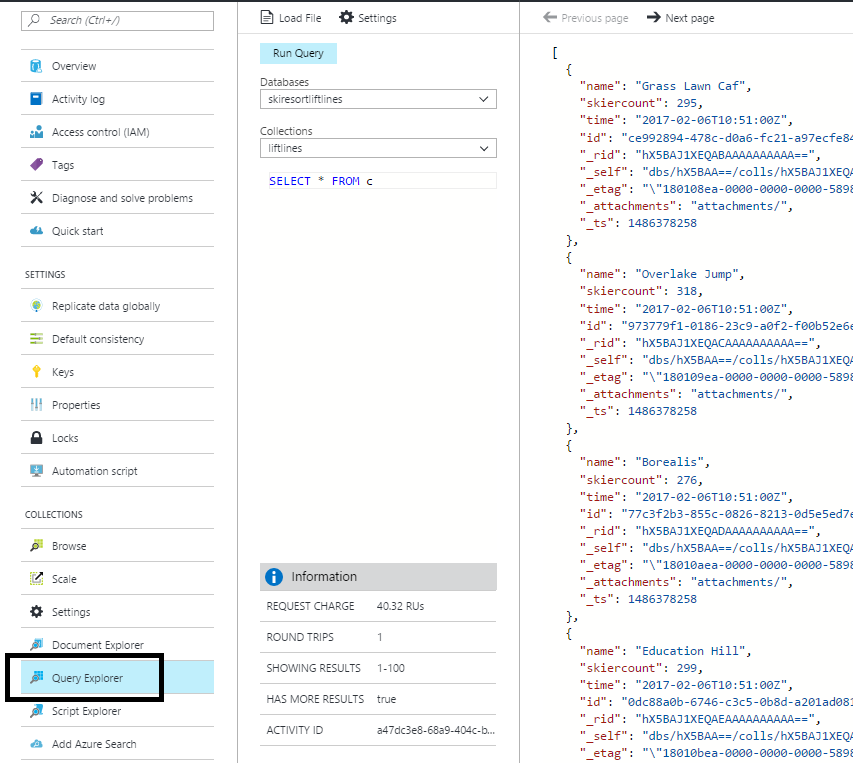 Search (Ctrl+/)
Overview
Activity log
Access control (IAM)
Tags
Diagnose and solve problems
Quick start
SETTINGS
Replicate data globally
Default consistency
Keys
Properties
Locks
Automation script
COLLECTIONS
Browse
Scale
Settings
Document Explorer
Query Explorer
Script Explorer
Add Azure Search
Load File Settings
Run Query
Databases
skiresortliftlines
Collections
liftlines
SELECT * FROM c
Information
REQUEST CHARGE 40.32 RUs
ROUND TRIPS 1
SHOWING RESULTS 1-100
HAS MORE RESULTS true
ACTIVITY ID a47dc3e8-68a9-404c-b...
Previous page Next page
[
{
"name": "Grass Lawn Caf",
"skiercount": 295,
"time": "2017-02-06T10:51:00Z",
"id": "ce992894-478c-d0a6-fc21-a97ecfe84
"_rid": "hX5BAJ1XEQABAAAAAAAAAA==",
"_self": "dbs/hX5BAA==/colls/hX5BAJ1XEQA
"_etag": "\"180108ea-0000-0000-0000-5898
"_attachments": "attachments/",
"_ts": 1486378258
},
{
"name": "Overlake Jump",
"skiercount": 318,
"time": "2017-02-06T10:51:00Z",
"id": "973779f1-0186-23c9-a0f2-f00b52e6e
"_rid": "hX5BAJ1XEQACAAAAAAAAAA==",
"_self": "dbs/hX5BAA==/colls/hX5BAJ1XEQA
"_etag": "\"180109ea-0000-0000-0000-5898
"_attachments": "attachments/",
"_ts": 1486378258
},
{
"name": "Borealis",
"skiercount": 276,
"time": "2017-02-06T10:51:00Z",
"id": "77c3f2b3-855c-0826-8213-0d5e5ed7e
"_rid": "hX5BAJ1XEQADAAAAAAAAAA==",
"_self": "dbs/hX5BAA==/colls/hX5BAJ1XEQA
"_etag": "\"18010aea-0000-0000-0000-5898
"_attachments": "attachments/",
"_ts": 1486378258
},
{
"name": "Education Hill",
"skiercount": 299,
"time": "2017-02-06T10:51:00Z",
"id": "0dc88a0b-6746-c3c5-0b8d-a201ad081
"_rid": "hX5BAJ1XEQAEAAAAAAAAAA==",
"_self": "dbs/hX5BAA==/colls/hX5BAJ1XEQA
"_etag": "\"18010bea-0000-0000-0000-5898